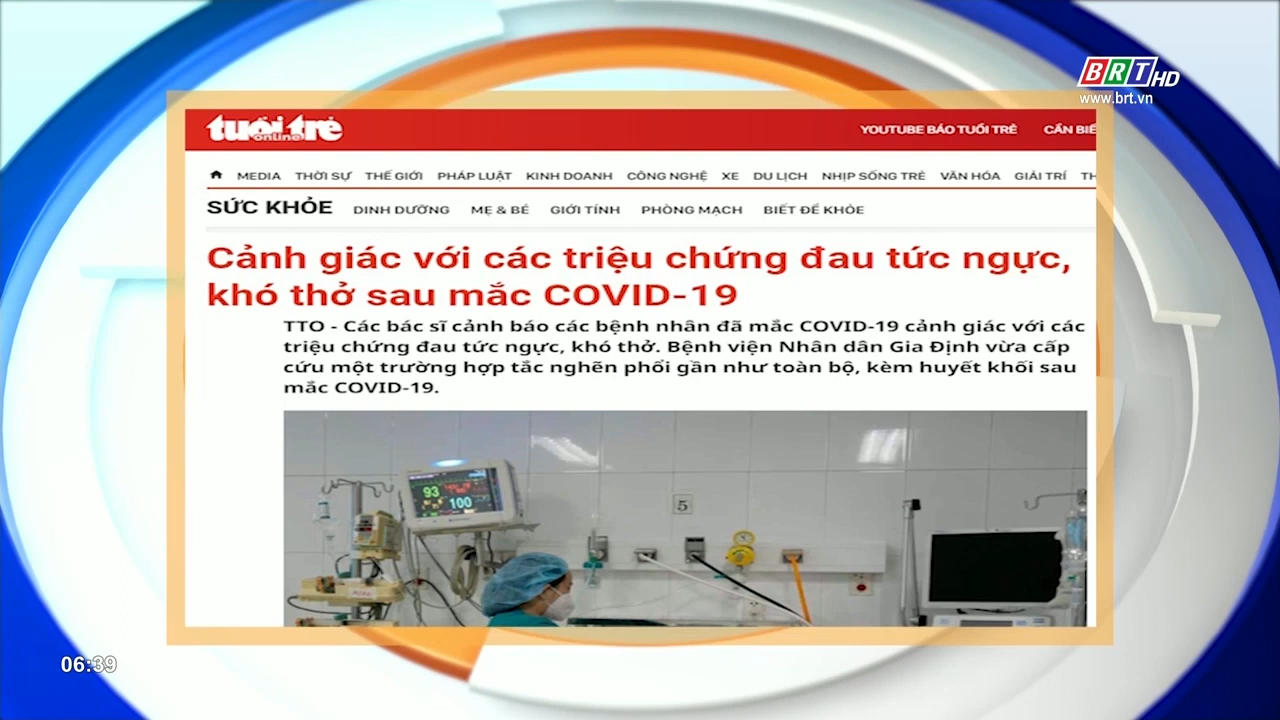 BRT HD
www.brt.vn
tuổi trẻ
online
YOUTUBE BÁO TUỔI TRẺ CẦN BIẾ
MEDIA THỜI SỰ THẾ GIỚI PHÁP LUẬT KINH DOANH CÔNG NGHỆ XE DU LỊCH NHỊP SỐNG TRẺ VĂN HÓA GIẢI TRÍ TH
SỨC KHỎE DINH DƯỠNG MẸ & BÉ GIỚI TÍNH PHÒNG MẠCH BIẾT ĐỂ KHỎE
Cảnh giác với các triệu chứng đau tức ngực,
khó thở sau mắc COVID-19
TTO - Các bác sĩ cảnh báo các bệnh nhân đã mắc COVID-19 cảnh giác với các
triệu chứng đau tức ngực, khó thở. Bệnh viện Nhân dân Gia Định vừa cấp
cứu một trường hợp tắc nghẽn phổi gần như toàn bộ, kèm huyết khối sau
mắc COVID-19.
93
100
5
06:39